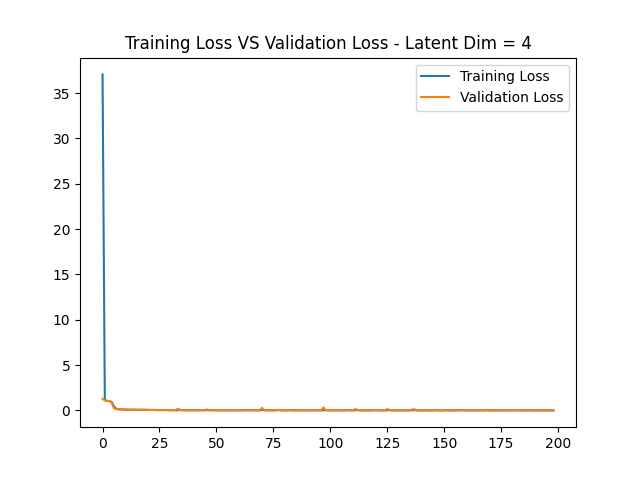 Training Loss VS Validation Loss - Latent Dim = 4
Training Loss
Validation Loss
35
30
25
20
15
10
5
0
0 25 50 75 100 125 150 175 200